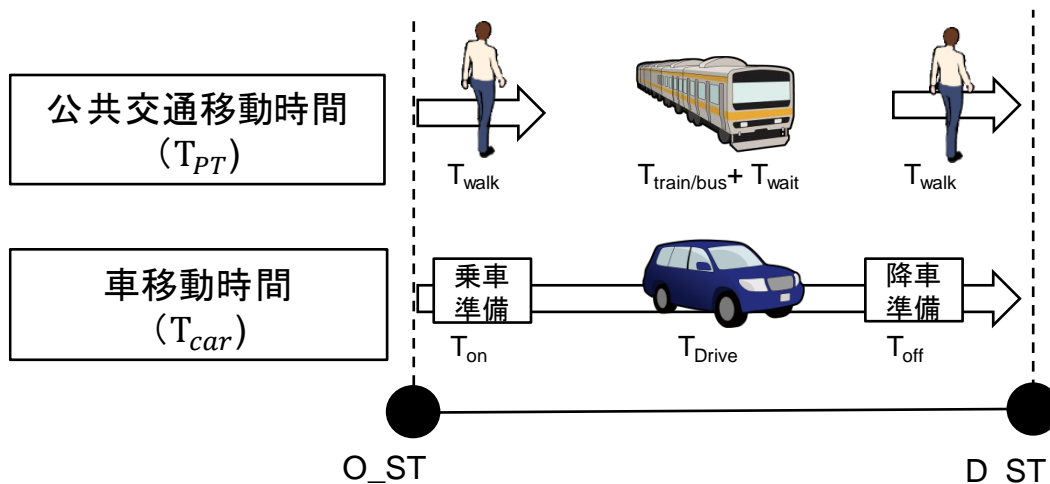 公共交通移動時間
（T_PT)
T_walk
T_train/bus+ T_wait
T_walk
車移動時間
（T_car)
乗車
準備
降車
準備
T_on
T_Drive
T_off
O_ST
D_ST